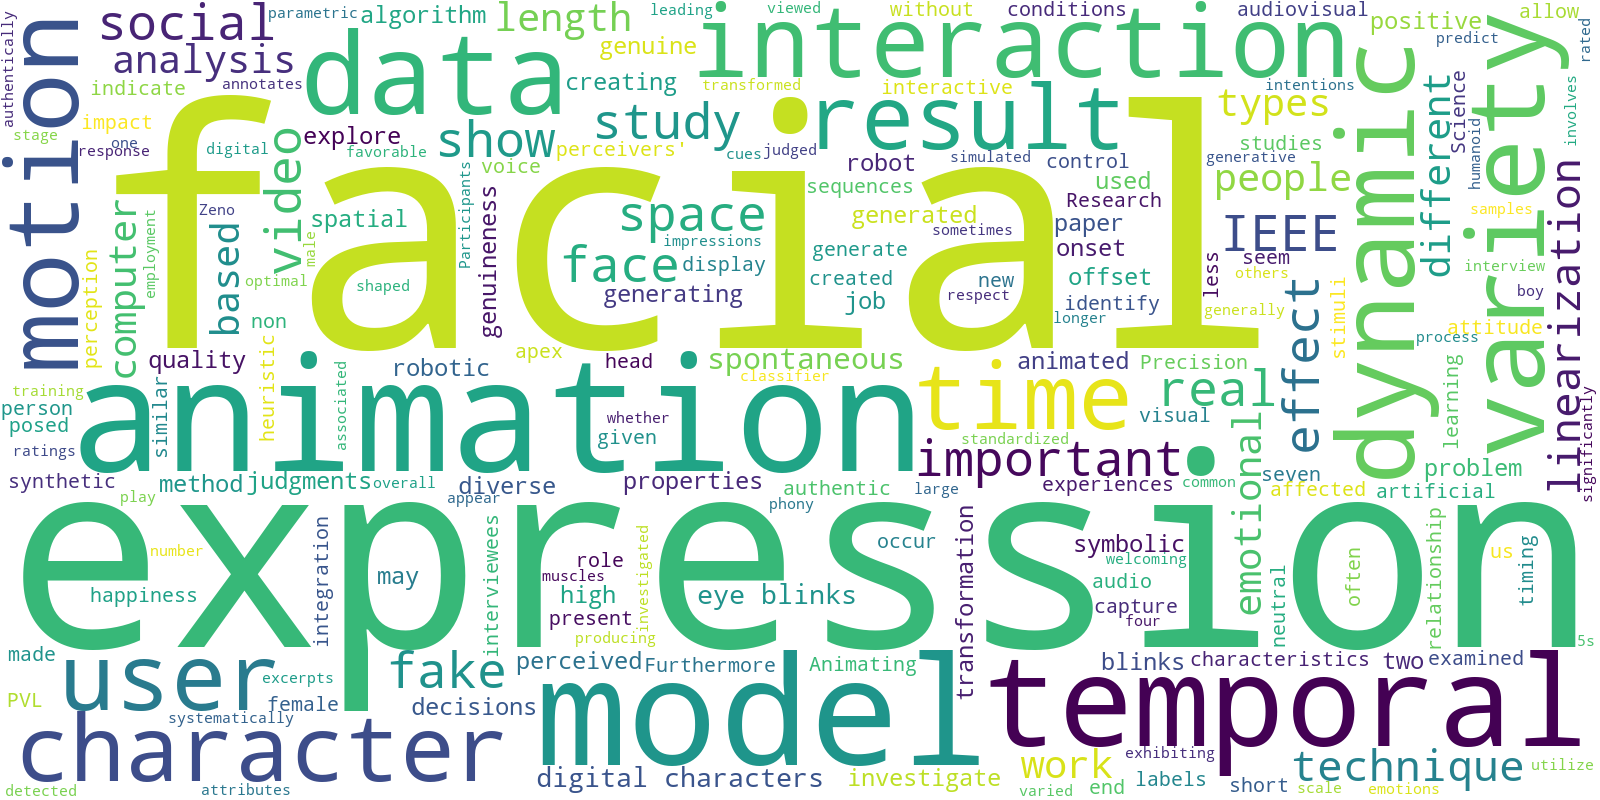 authentically
social
parametric
algorithm
length
leading
viewed
without
conditions
audiovisual
positive
allow
rated
analysis
data
genuine
interaction
predict
motion
indicate
annotates
creating
transformed
interactive
intentions
dynamic
variety
stage
impact
one
response
digital
explore
favorable
show
study
perceivers'
cues
judged
result
types
studies
different
Science
humanoid
involves
facial
voice
robot
simulated
control
generative
Zeno
video
Participants
genuineness
spatial
space
sequences
used
Research
people
samples
perception
computer
employment
based
male
optimal
shaped
face
impressions
display
generated
generate
sometimes
paper
onset
less
IEEE
seem
others
interview
linearization
non
generating
created
job
new
respect
offset
identify
longer
generally
effect
stimuli
boy
attitude
process
quality
heuristic
associated
robotic
apex
head
spontaneous
classifier
animated
Precision
training
person
posed
ratings
similar
animation
whether
given
time
standardized
real
visual
emotional
learning
significantly
synthetic
method
judgments
overall
diverse
properties
authentic
important
experiences
common
seven
affected
problem
artificial
play
appear
phony
large
number
integration
interviewees
expression
role
muscles
investigated
occur
transformation
symbolic
welcoming
neutral
often
relationship
us
timing
happiness
may
high
present
producing
eye blinks
audio
capture
four
5s
made
user
excerpts
fake
perceived
Furthermore
Animating
blinks
characteristics
two
examined
PVL
systematically
female
decisions
model
temporal
character
digital characters
investigate
work
exhibiting
technique
utilize
detected
attributes
varied
end
labels
short
scale
emotions